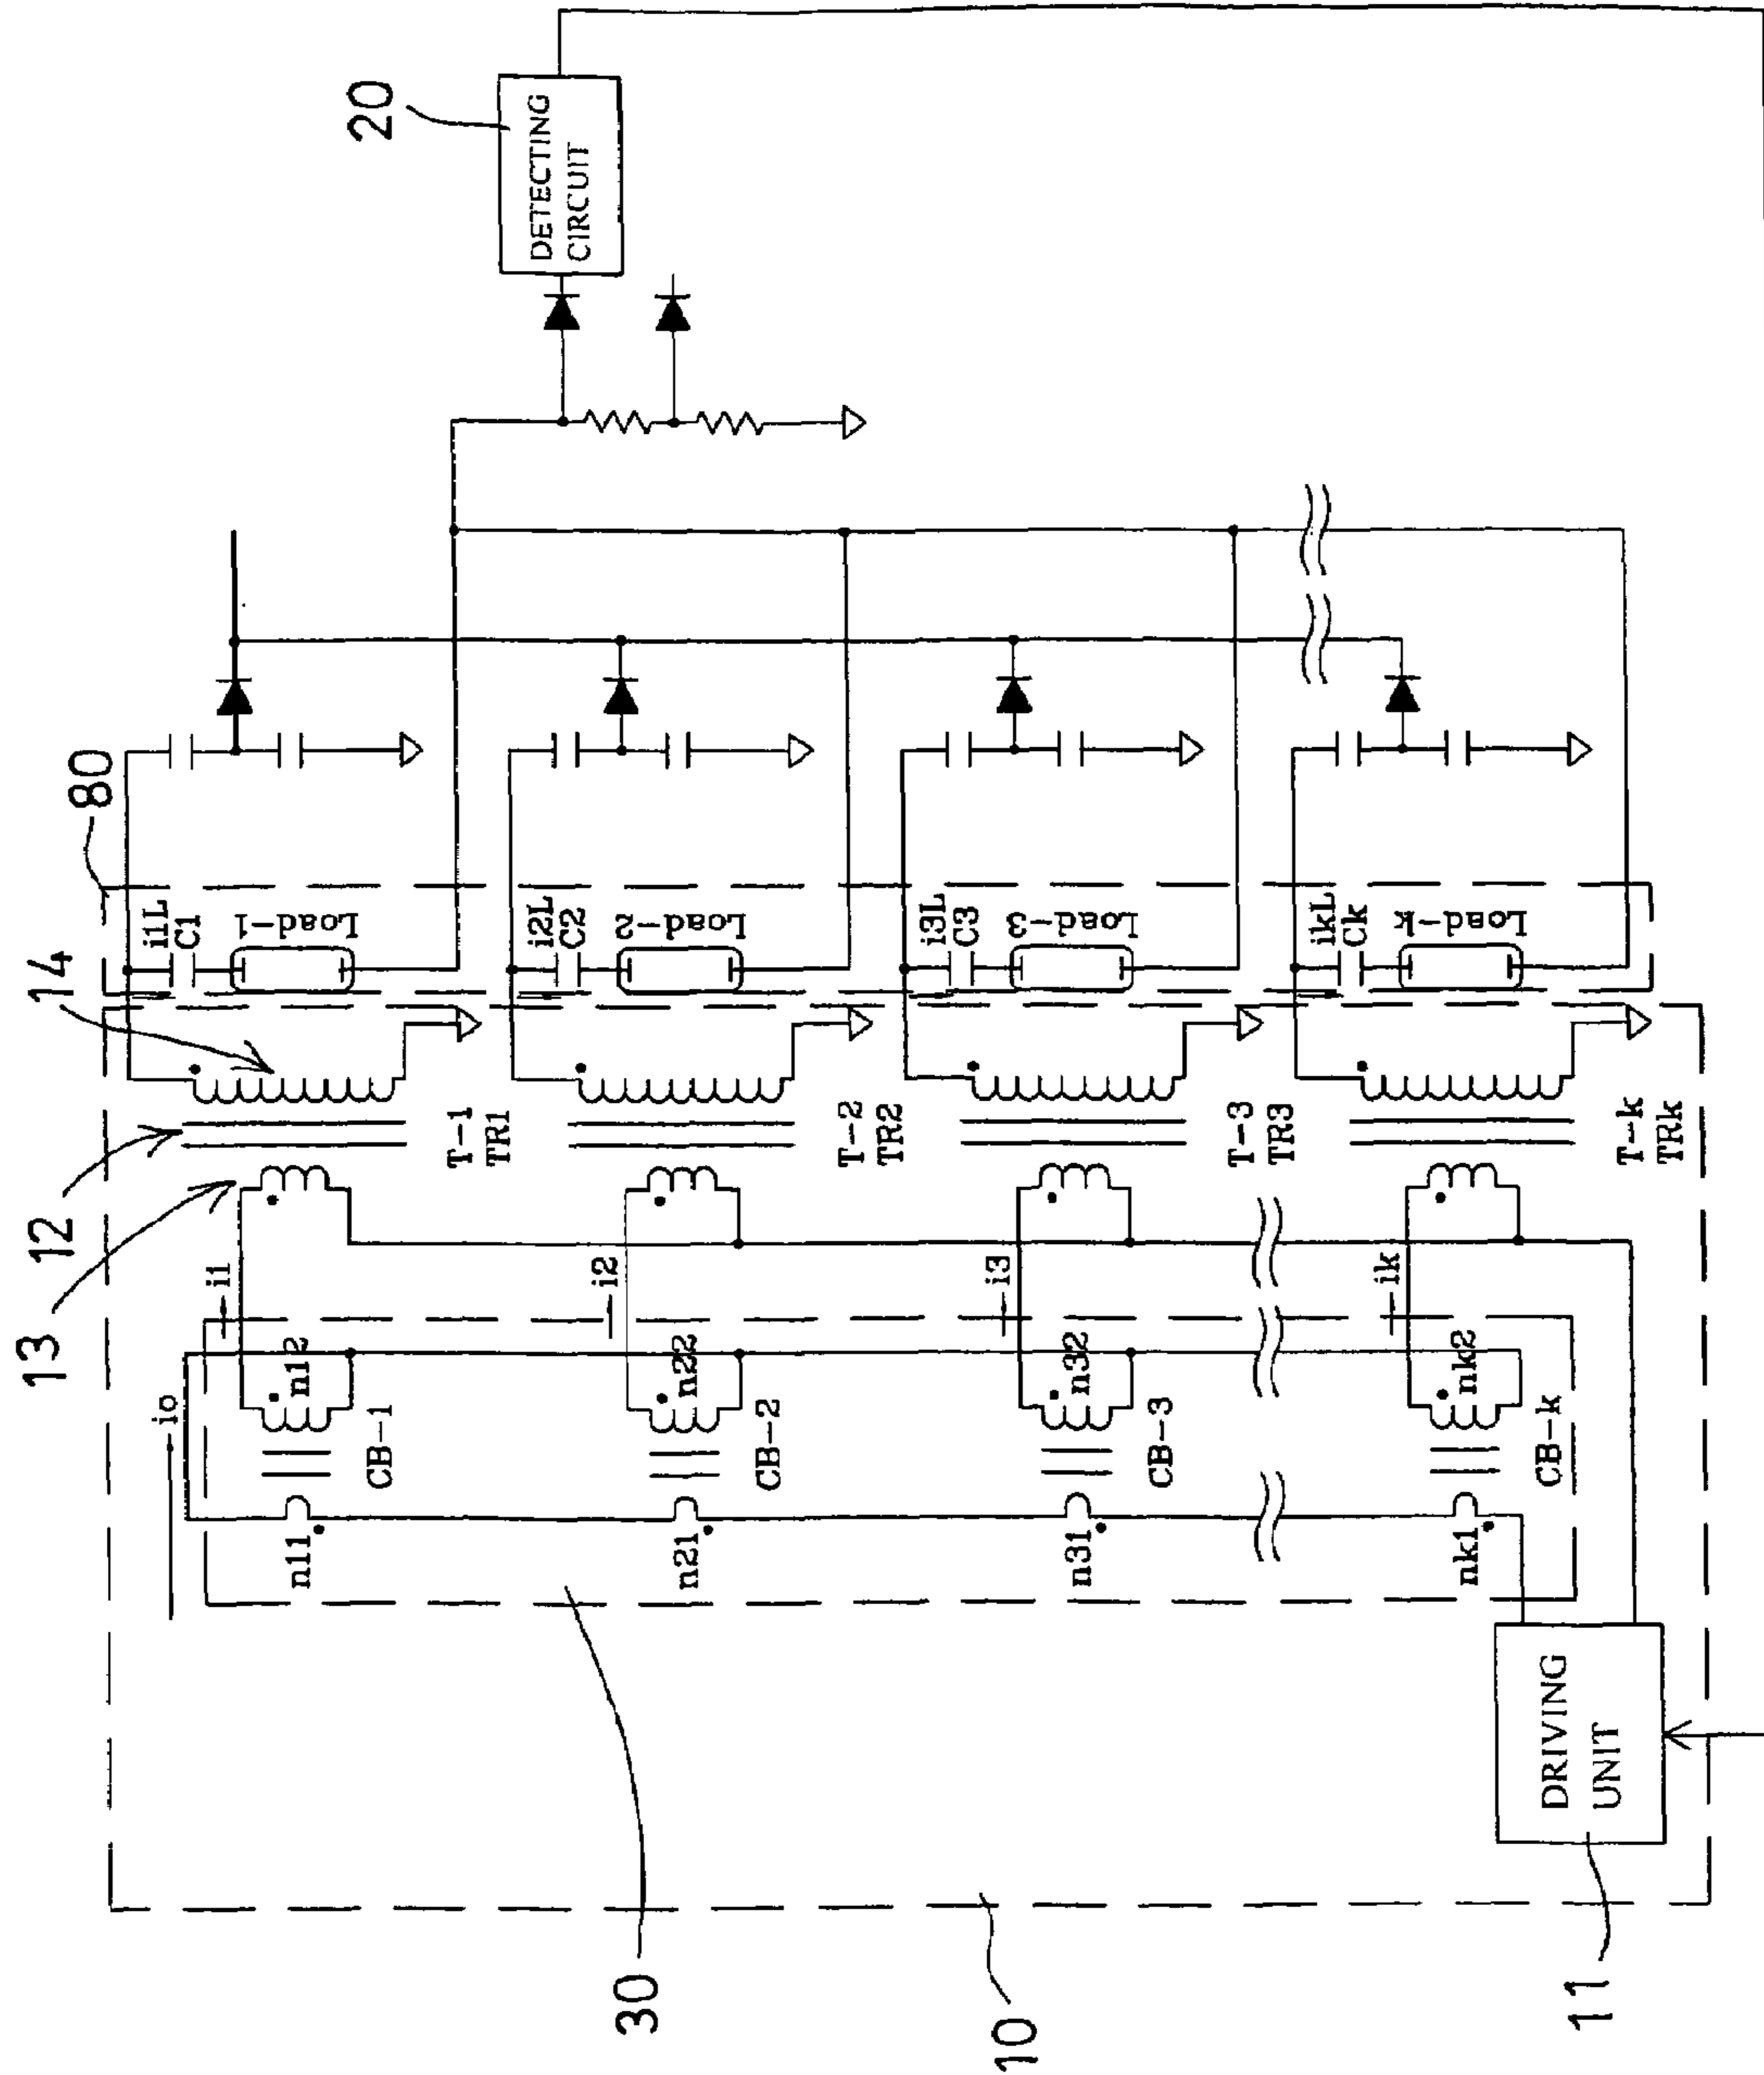 20
DETECTING
CIRCUIT
80
i1L
C1
Load-1
i2L
C2
Load-2
i3L
C3
Load-3
ikL
Ck
Load-k
14
12
13
T-1
TR1
T-2
TR2
T-3
TR3
T-k
TRk
i1
i2
i3
ik
io
n12
n22
n32
nk2
CB-1
CB-2
CB-3
CB-k
n11
n21
n31
nk1
30
10
DRIVING
UNIT
11